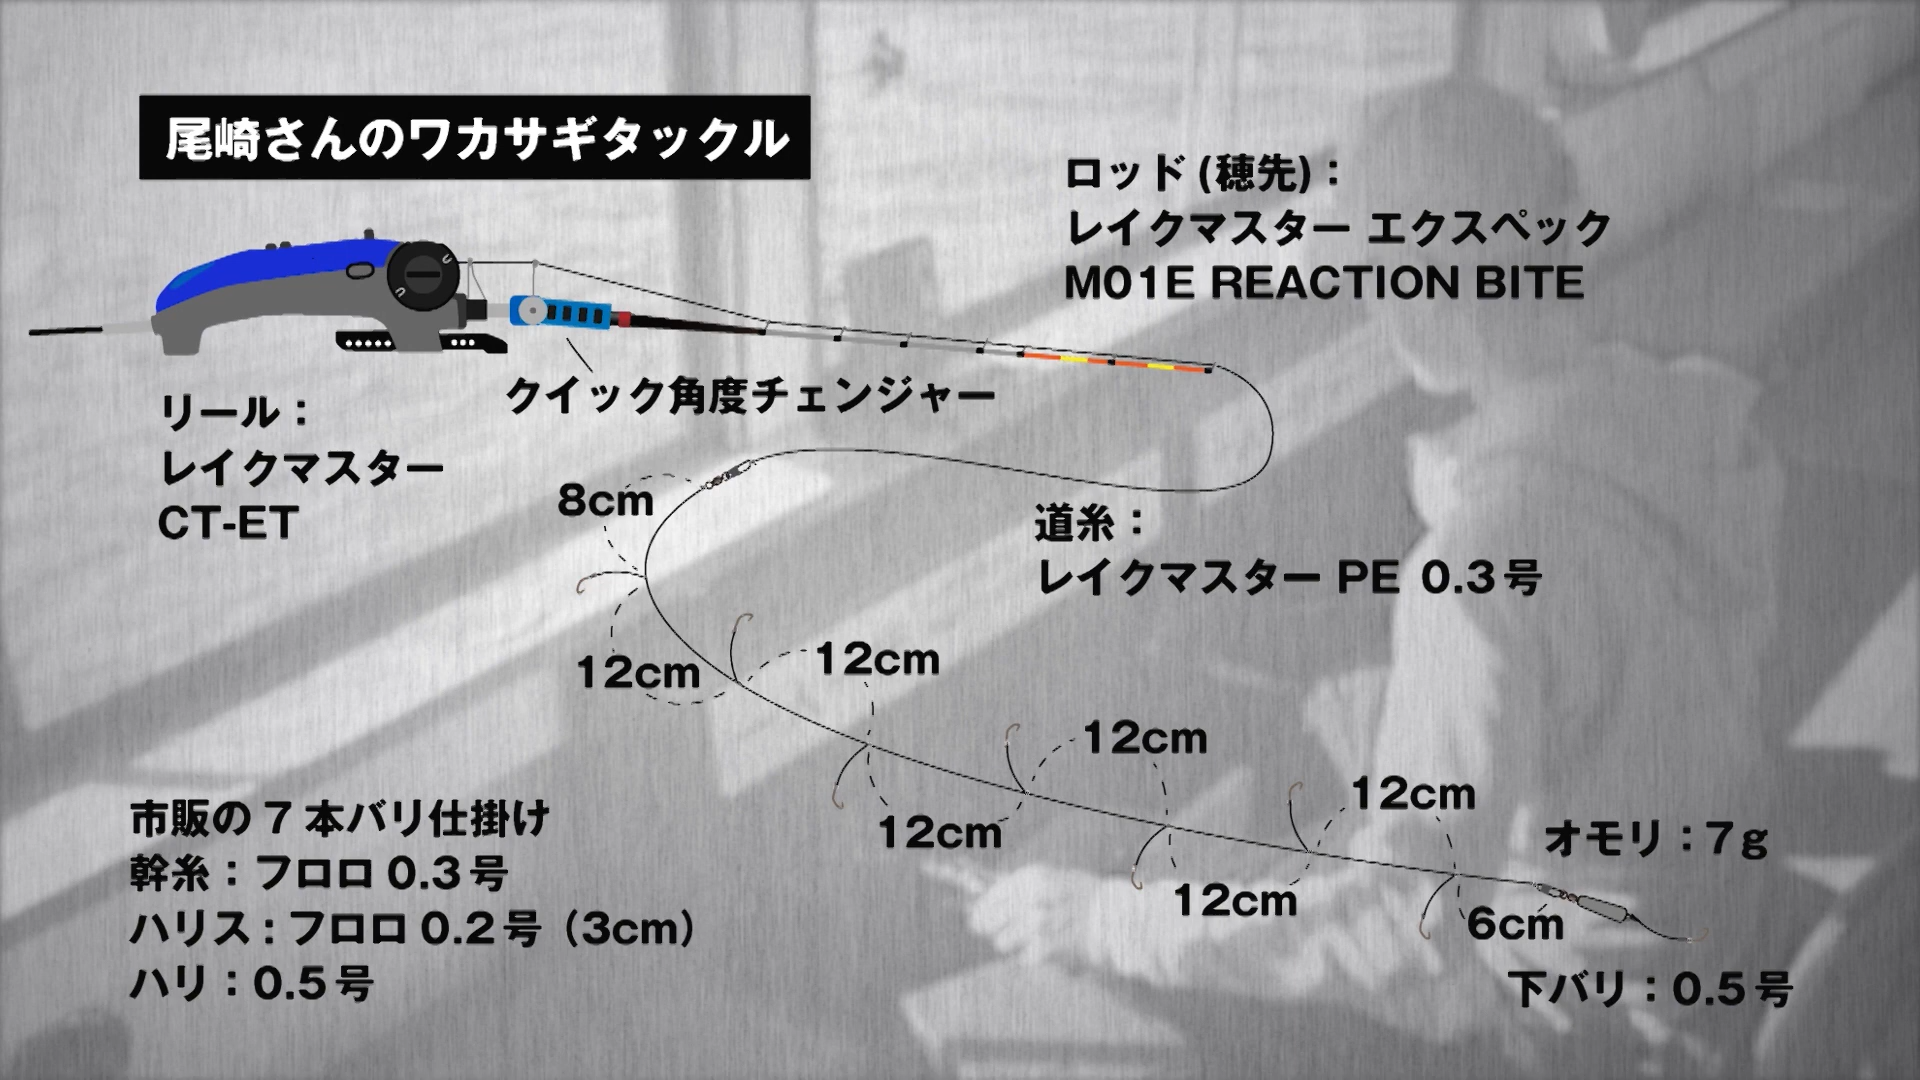 尾崎さんのワカサギタックル
ロッド(穂先)：
レイクマスター エクスペック
M01E REACTION BITE
クイック角度チェンジャー
リール：
レイクマスター
CT-ET
道糸：
レイクマスター PE 0.3号
8cm
12cm
12cm
12cm
12cm
12cm
12cm
6cm
オモリ：7g
下バリ：0.5号
市販の7本バリ仕掛け
幹糸：フロロ0.3号
ハリス：フロロ0.2号（3cm）
ハリ：0.5号